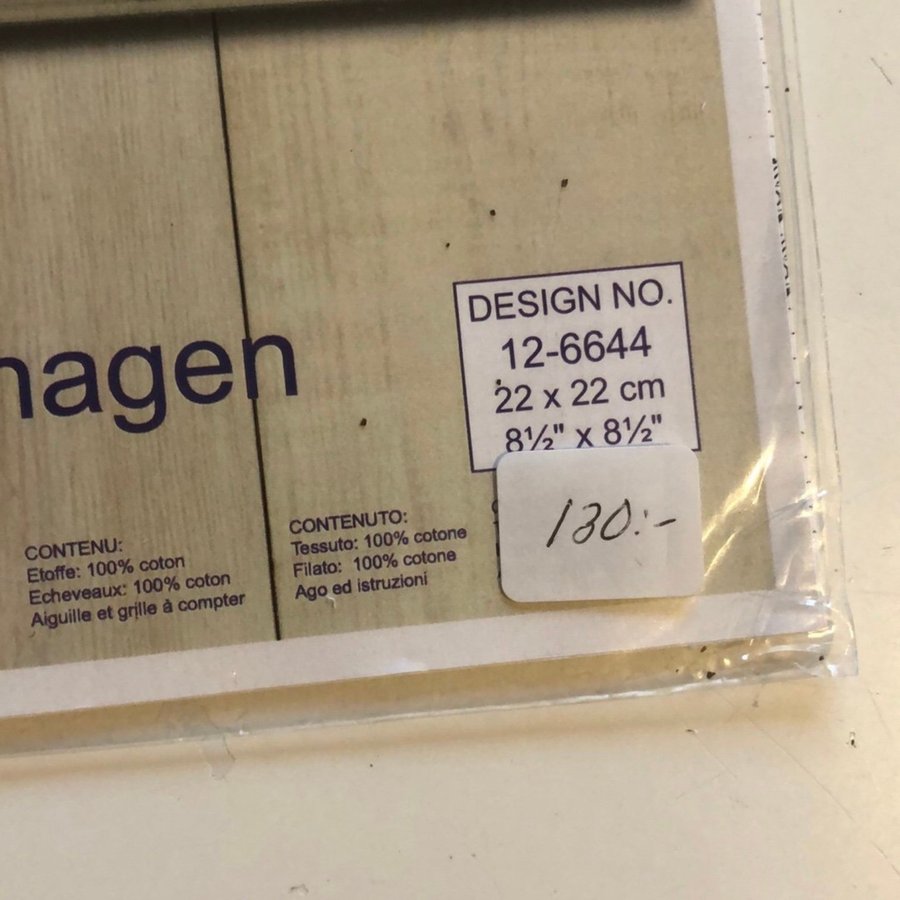 hagen
DESIGN NO.
12-6644
22 x 22 cm
8½" x 8½"
130:-
CONTENU:
Etoffe: 100% coton
Echeveaux: 100% coton
Aiguille et grille à compter
CONTENUTO:
Tessuto: 100% cotone
Filato: 100% cotone
Ago ed istruzioni